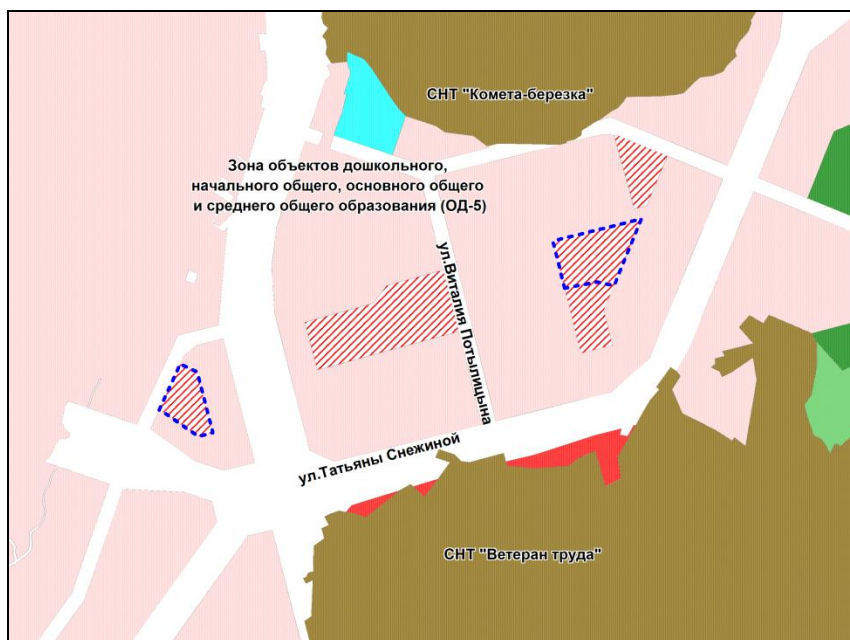 СНТ "Комета-березка"
Зона объектов дошкольного,
начального общего, основного общего
и среднего общего образования (ОД-5)
ул.Виталия Потылицына
ул.Татьяны Снежиной
СНТ "Ветеран труда"